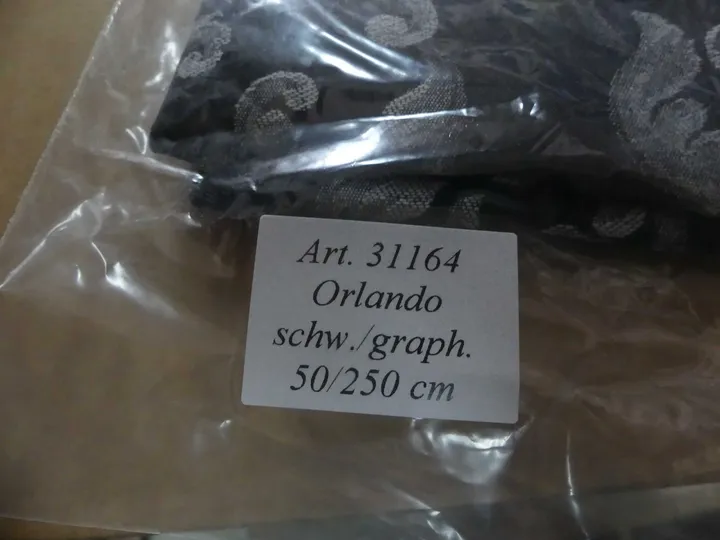 Art. 31164
Orlando
schw./graph.
50/250 cm